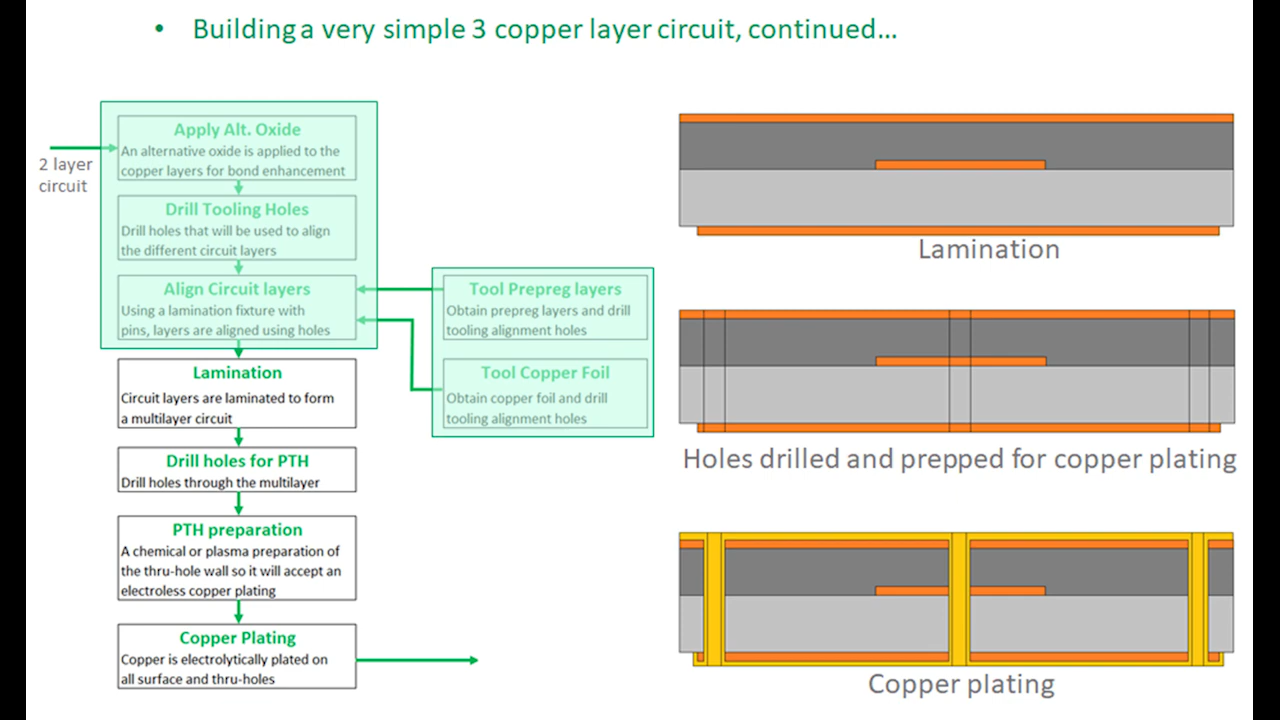 • Building a very simple 3 copper layer circuit, continued…
2 layer
circuit
Apply Alt. Oxide
An alternative oxide is applied to the
copper layers for bond enhancement
Drill Tooling Holes
Drill holes that will be used to align
the different circuit layers
Align Circuit layers
Using a lamination fixture with
pins, layers are aligned using holes
Tool Prepreg layers
Obtain prepreg layers and drill
tooling alignment holes
Tool Copper Foil
Obtain copper foil and drill
tooling alignment holes
Lamination
Circuit layers are laminated to form
a multilayer circuit
Drill holes for PTH
Drill holes through the multilayer
PTH preparation
A chemical or plasma preparation of
the thru-hole wall so it will accept an
electroless copper plating
Copper Plating
Copper is electrolytically plated on
all surface and thru-holes
Lamination
Holes drilled and prepped for copper plating
Copper plating